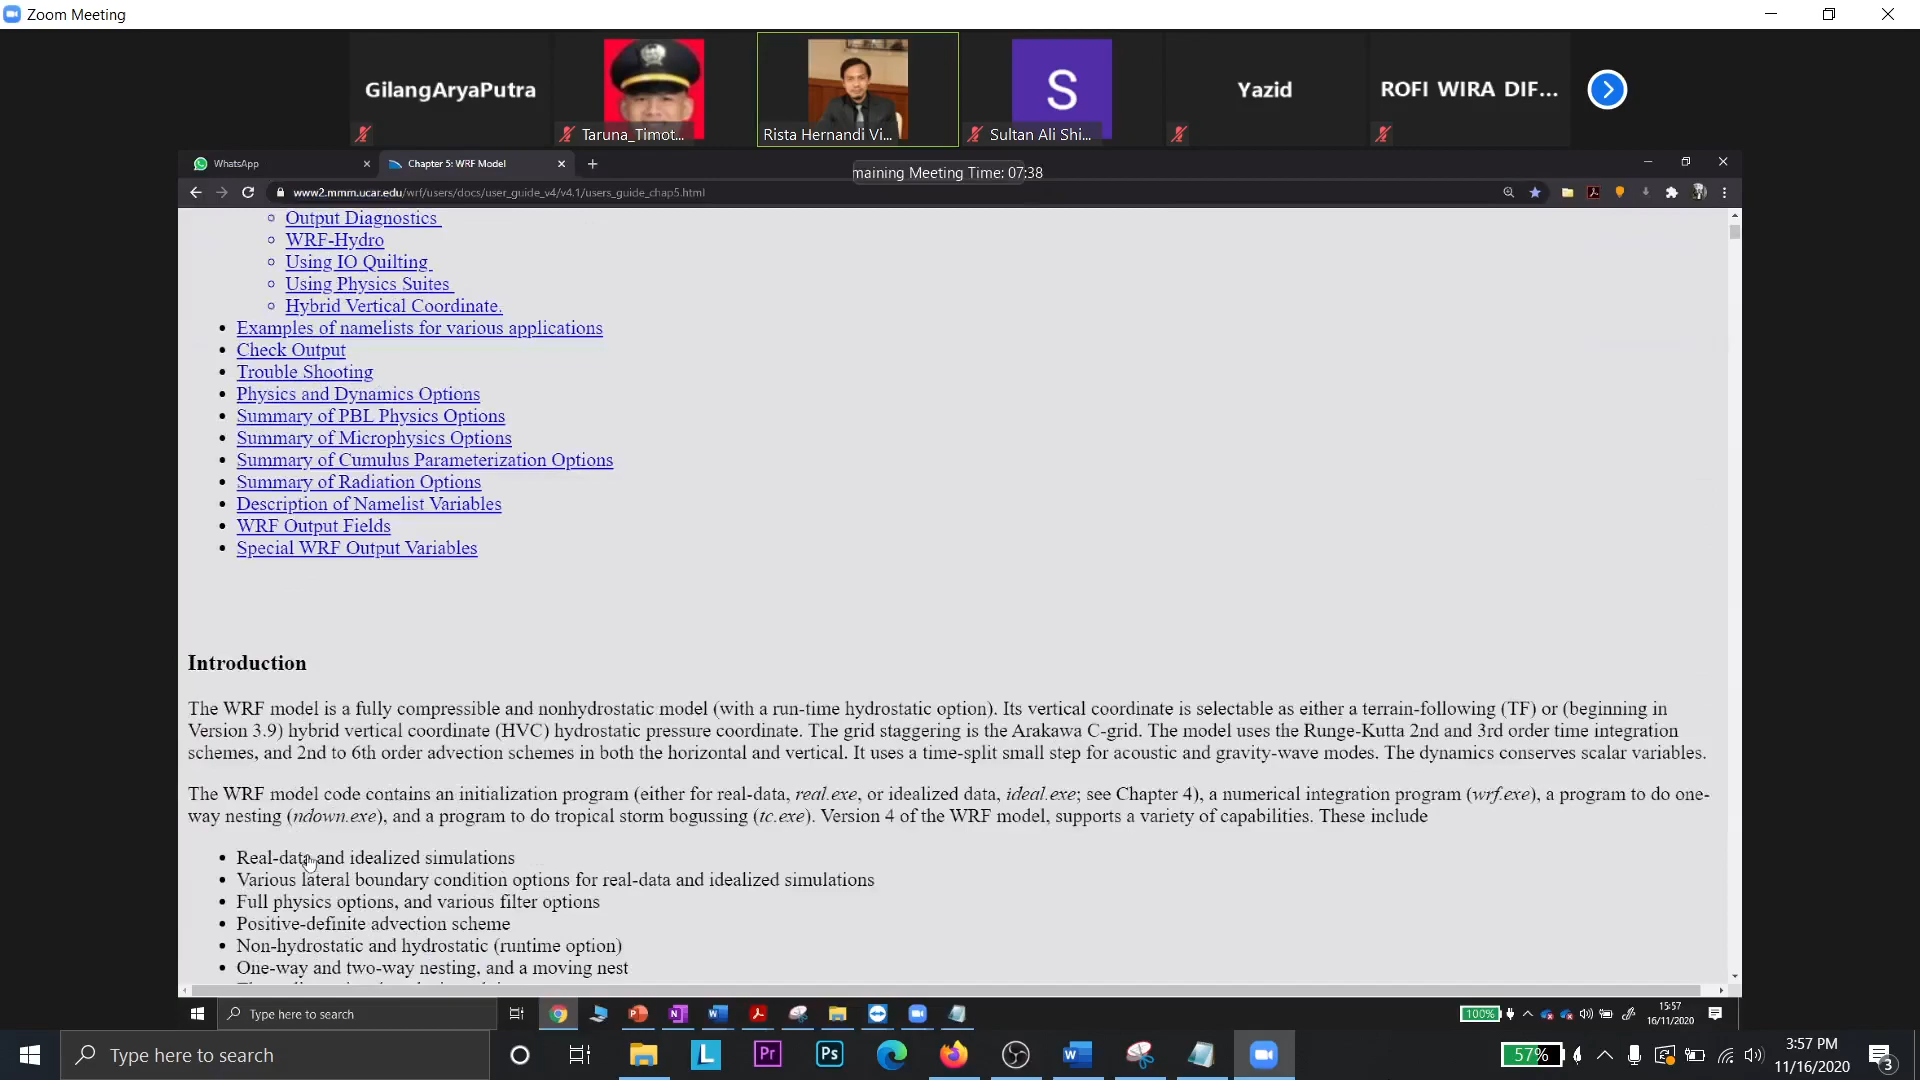 Zoom Meeting
GilangAryaPutra
Taruna_Timot...
Rista Hernandi Vi...
S
Sultan Ali Shi...
Yazid
ROFI WIRA DIF...
WhatsApp
Chapter 5: WRF Model
maining Meeting Time: 07:38
www2.mmm.ucar.edu/wrf/users/docs/user_guide_v4/v4.1/users_guide_chap5.html
Output Diagnostics
WRF-Hydro
Using IO Quilting
Using Physics Suites
Hybrid Vertical Coordinate.
Examples of namelists for various applications
Check Output
Trouble Shooting
Physics and Dynamics Options
Summary of PBL Physics Options
Summary of Microphysics Options
Summary of Cumulus Parameterization Options
Summary of Radiation Options
Description of Namelist Variables
WRF Output Fields
Special WRF Output Variables
Introduction
The WRF model is a fully compressible and nonhydrostatic model (with a run-time hydrostatic option). Its vertical coordinate is selectable as either a terrain-following (TF) or (beginning in
Version 3.9) hybrid vertical coordinate (HVC) hydrostatic pressure coordinate. The grid staggering is the Arakawa C-grid. The model uses the Runge-Kutta 2nd and 3rd order time integration
schemes, and 2nd to 6th order advection schemes in both the horizontal and vertical. It uses a time-split small step for acoustic and gravity-wave modes. The dynamics conserves scalar variables.
The WRF model code contains an initialization program (either for real-data, real.exe, or idealized data, ideal.exe; see Chapter 4), a numerical integration program (wrf.exe), a program to do one-
way nesting (ndown.exe), and a program to do tropical storm bogussing (tc.exe). Version 4 of the WRF model, supports a variety of capabilities. These include
Real-data and idealized simulations
Various lateral boundary condition options for real-data and idealized simulations
Full physics options, and various filter options
Positive-definite advection scheme
Non-hydrostatic and hydrostatic (runtime option)
One-way and two-way nesting, and a moving nest
Type here to search
100%
15:57
16/11/2020
Type here to search
L
Pr
Ps
57%
3:57 PM
11/16/2020
3